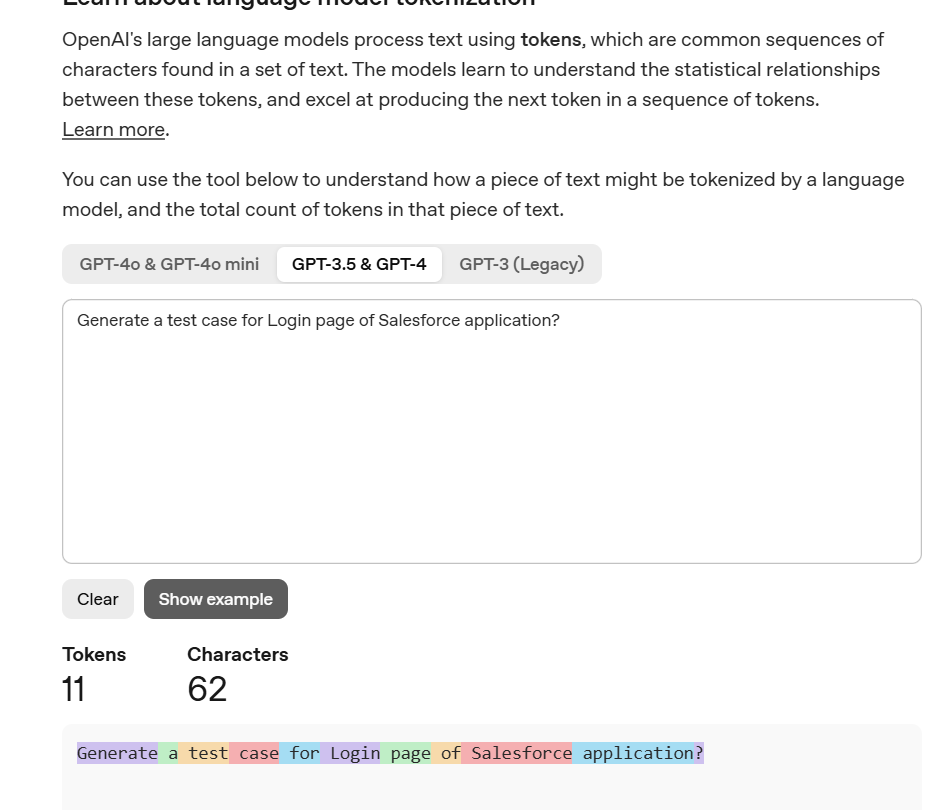 Learn about language model tokenization
OpenAI's large language models process text using tokens, which are common sequences of
characters found in a set of text. The models learn to understand the statistical relationships
between these tokens, and excel at producing the next token in a sequence of tokens.
Learn more.
You can use the tool below to understand how a piece of text might be tokenized by a language
model, and the total count of tokens in that piece of text.
GPT-4o & GPT-4o mini GPT-3.5 & GPT-4 GPT-3 (Legacy)
Generate a test case for Login page of Salesforce application?
Clear Show example
Tokens Characters
11 62
Generate a test case for Login page of Salesforce application?